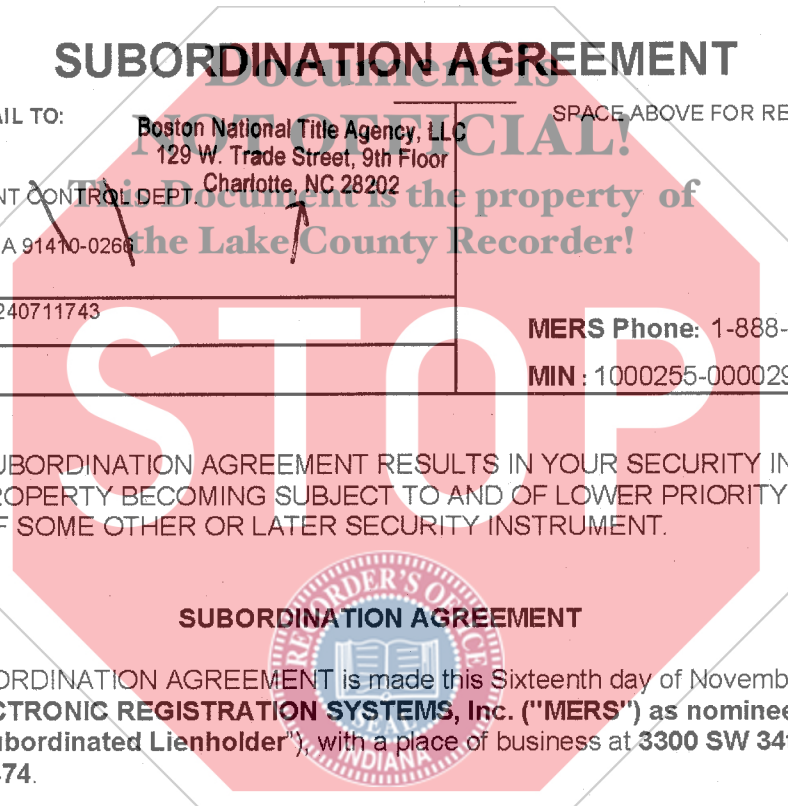 SUBORDINATION AGREEMENT
Document is
NOT OFFICIAL!
This Document is the property of
the Lake County Recorder!
STOP
AIL TO:
Boston National Title Agency, LLC
129 W. Trade Street, 9th Floor
Charlotte, NC 28202
SPACE ABOVE FOR RE
NT CONTROL DEPT.
A 91410-0266
240711743
MERS Phone: 1-888-
MIN : 1000255-000029
UBORDINATION AGREEMENT RESULTS IN YOUR SECURITY IN
ROPERTY BECOMING SUBJECT TO AND OF LOWER PRIORITY
F SOME OTHER OR LATER SECURITY INSTRUMENT.
SUBORDINATION AGREEMENT
ORDINATION AGREEMENT is made this Sixteenth day of Novemb
CTRONIC REGISTRATION SYSTEMS, Inc. ("MERS") as nominee
ubordinated Lienholder"), with a place of business at 3300 SW 34
474.
RECORDER'S OFFICE
SEAL
INDIANA